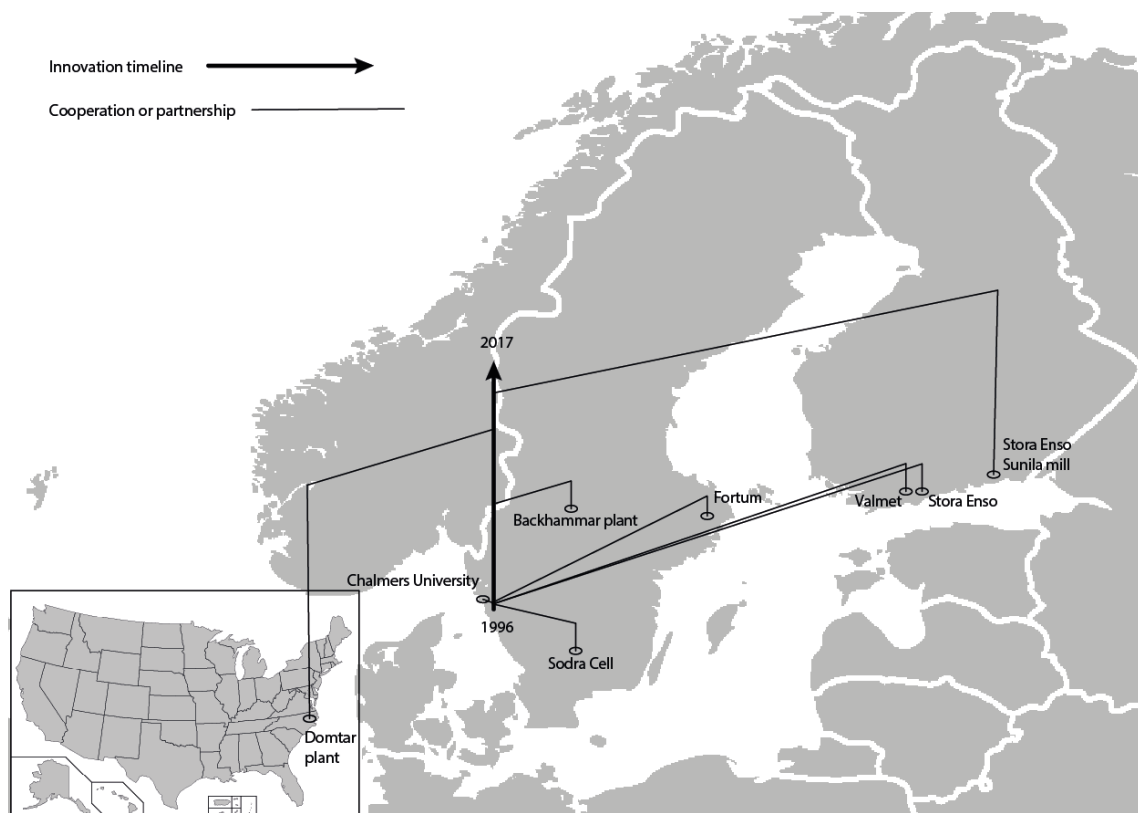 Innovation timeline
Cooperation or partnership
2017
Stora Enso
Sunila mill
Fortum
Valmet
Stora Enso
Backhammar plant
Chalmers University
1996
Sodra Cell
Domtar
plant